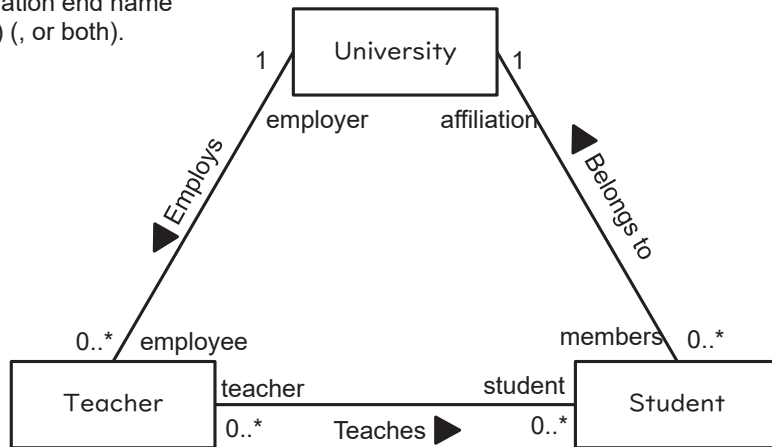 ation end name
) (, or both).
University
1
1
employer
affiliation
Employs
Belongs to
0..*
employee
members
0..*
Teacher
teacher
student
Student
0..*
Teaches
0..*